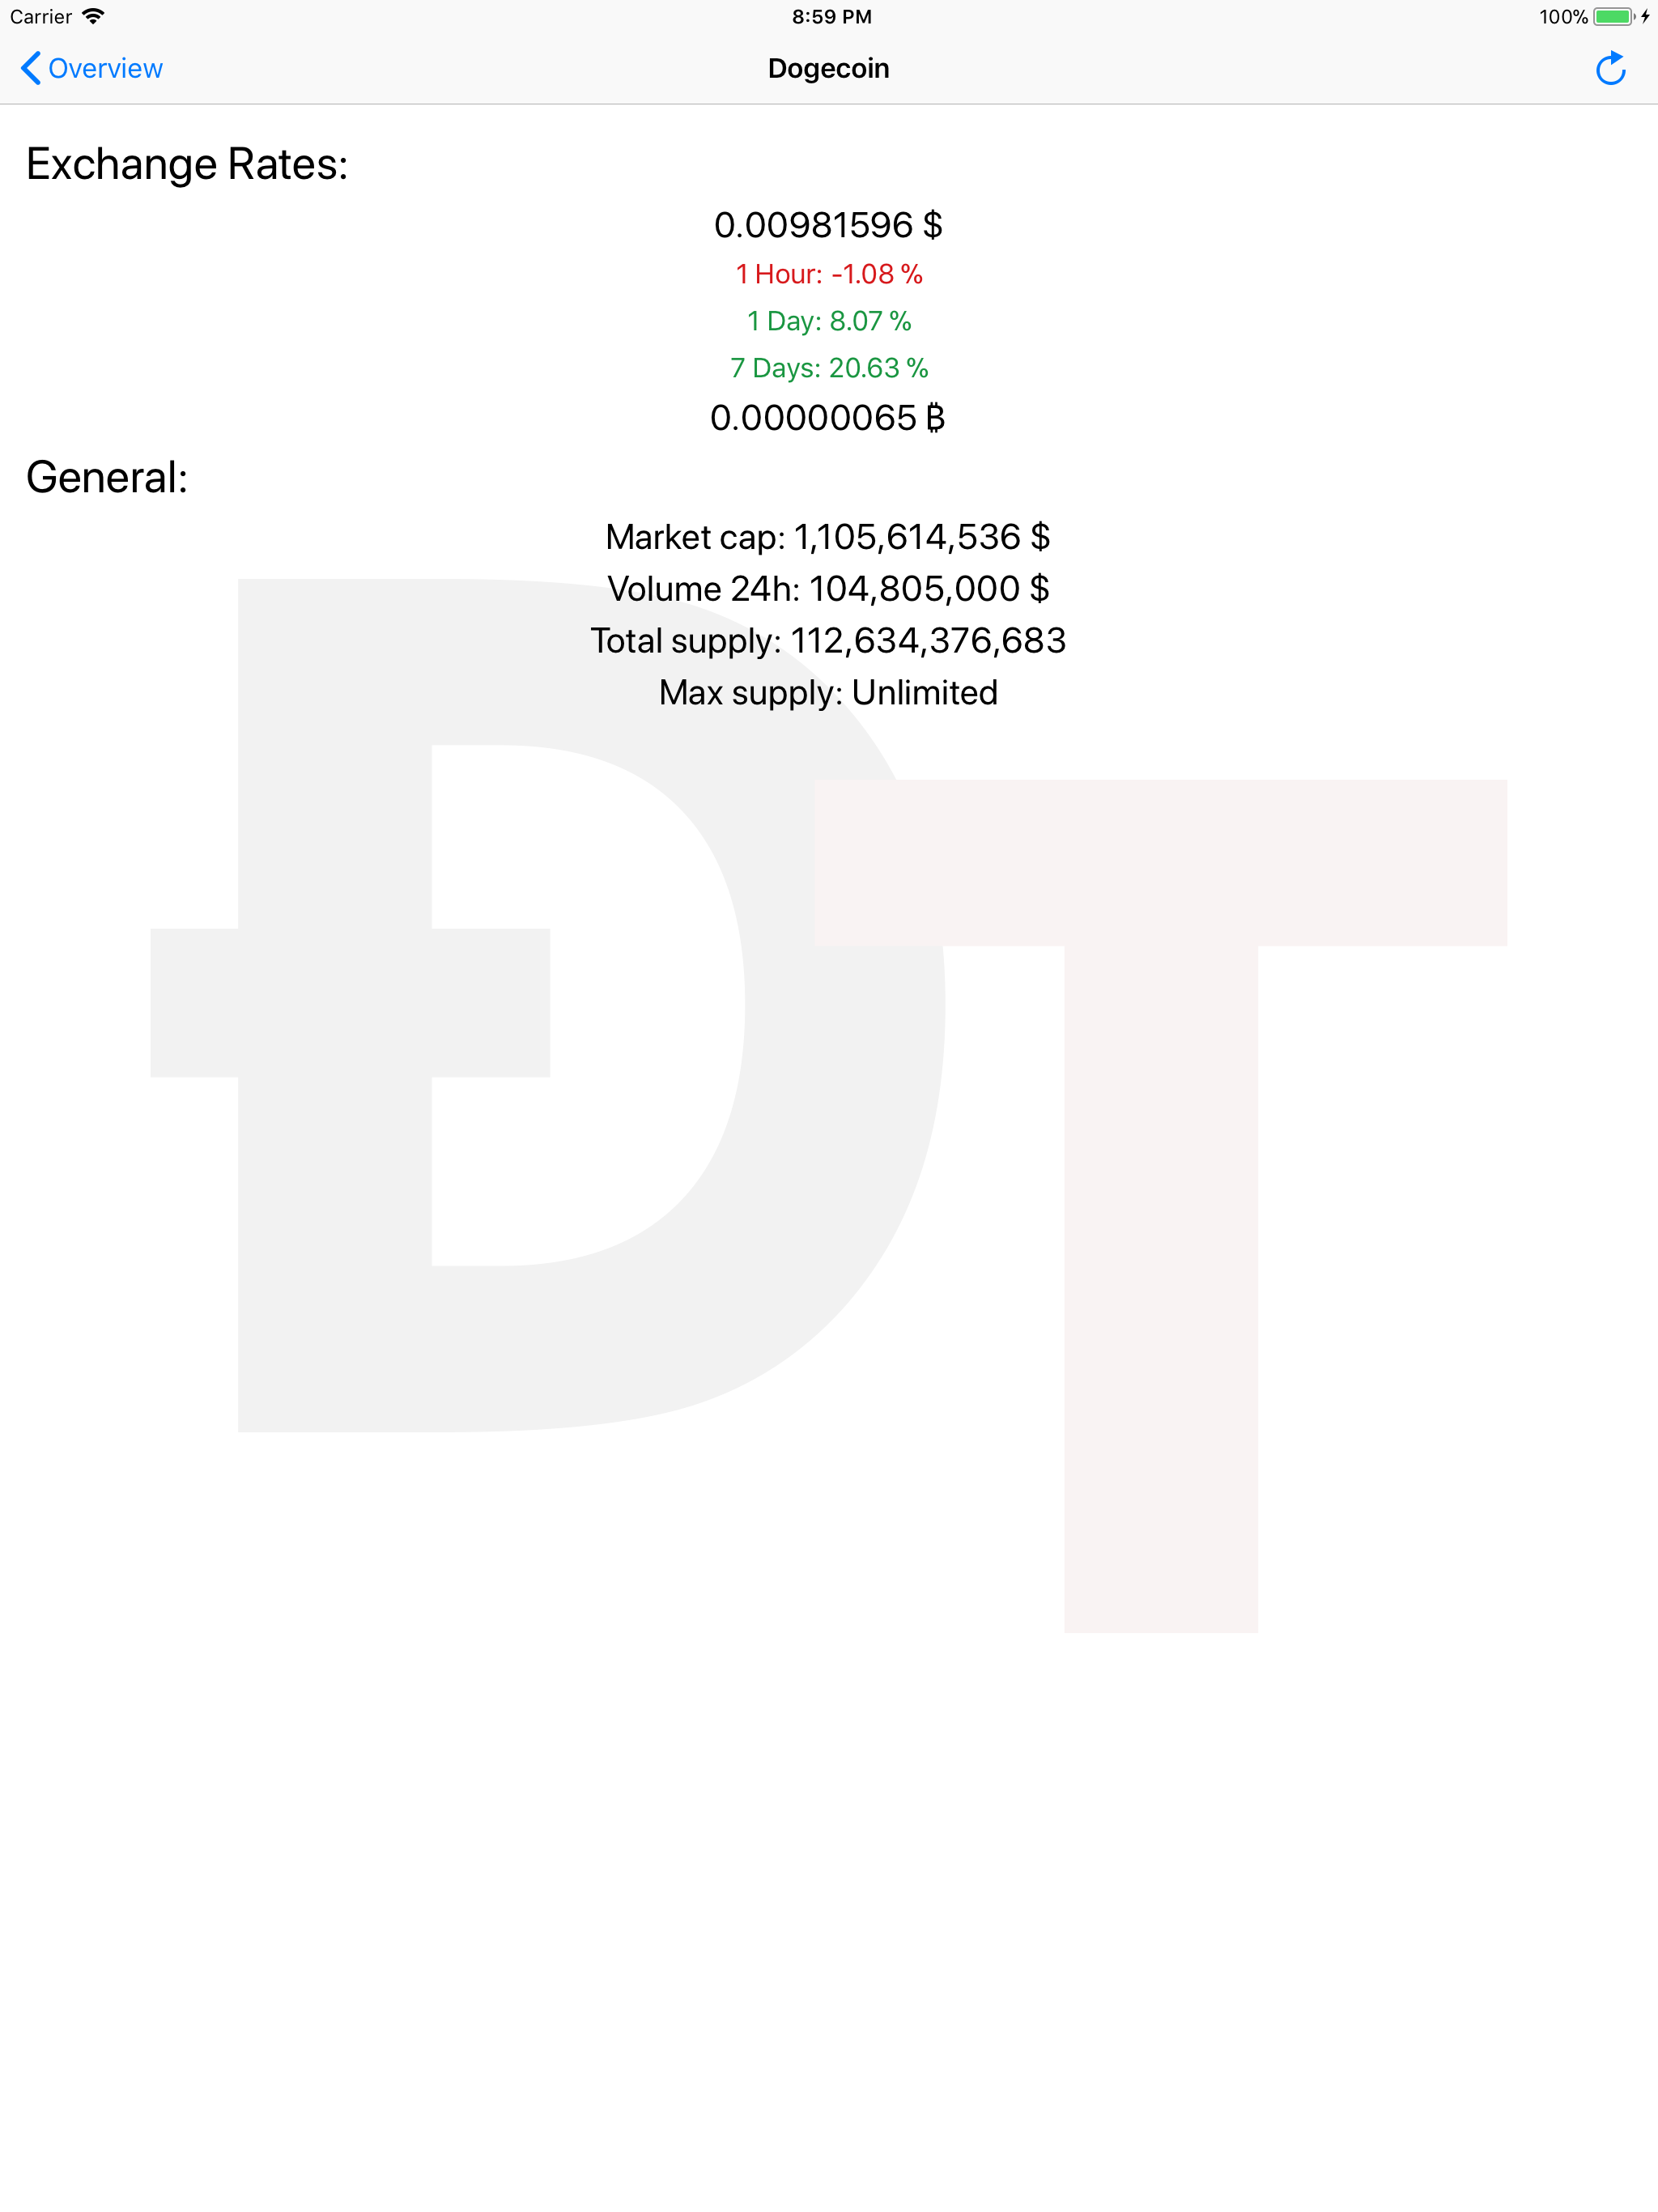 Carrier 8:59 PM 100%
Overview Dogecoin
Exchange Rates:
0.00981596 $
1 Hour: -1.08 %
1 Day: 8.07 %
7 Days: 20.63 %
0.00000065 ₿
General:
Market cap: 1,105,614,536 $
Volume 24h: 104,805,000 $
Total supply: 112,634,376,683
Max supply: Unlimited
ÐT